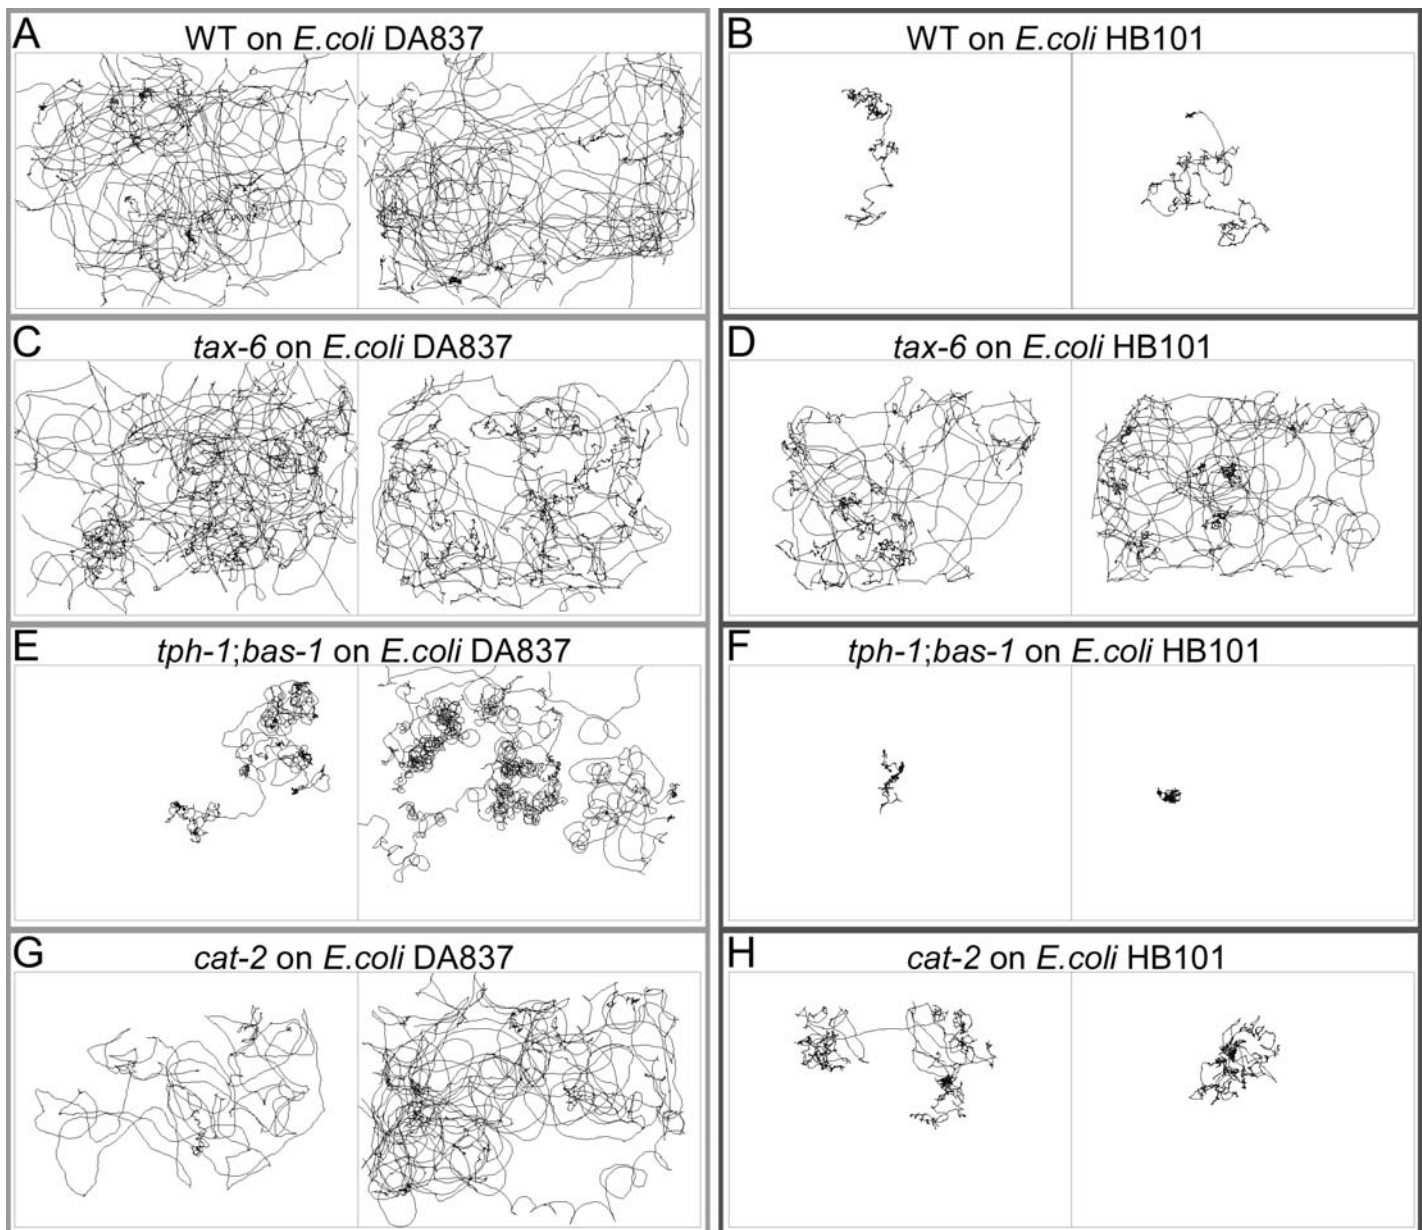 A WT on E.coli DA837
B WT on E.coli HB101
C tax-6 on E.coli DA837
D tax-6 on E.coli HB101
E tph-1;bas-1 on E.coli DA837
F tph-1;bas-1 on E.coli HB101
G cat-2 on E.coli DA837
H cat-2 on E.coli HB101